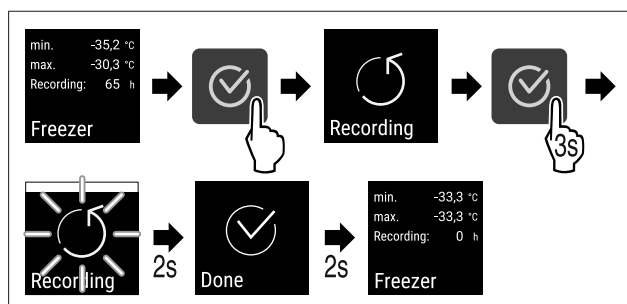 min. -35,2 °C
max. -30,3 °C
Recording: 65 h
Freezer
Recording
3s
Recording
2s
Done
2s
min. -33,3 °C
max. -33,3 °C
Recording: 0 h
Freezer